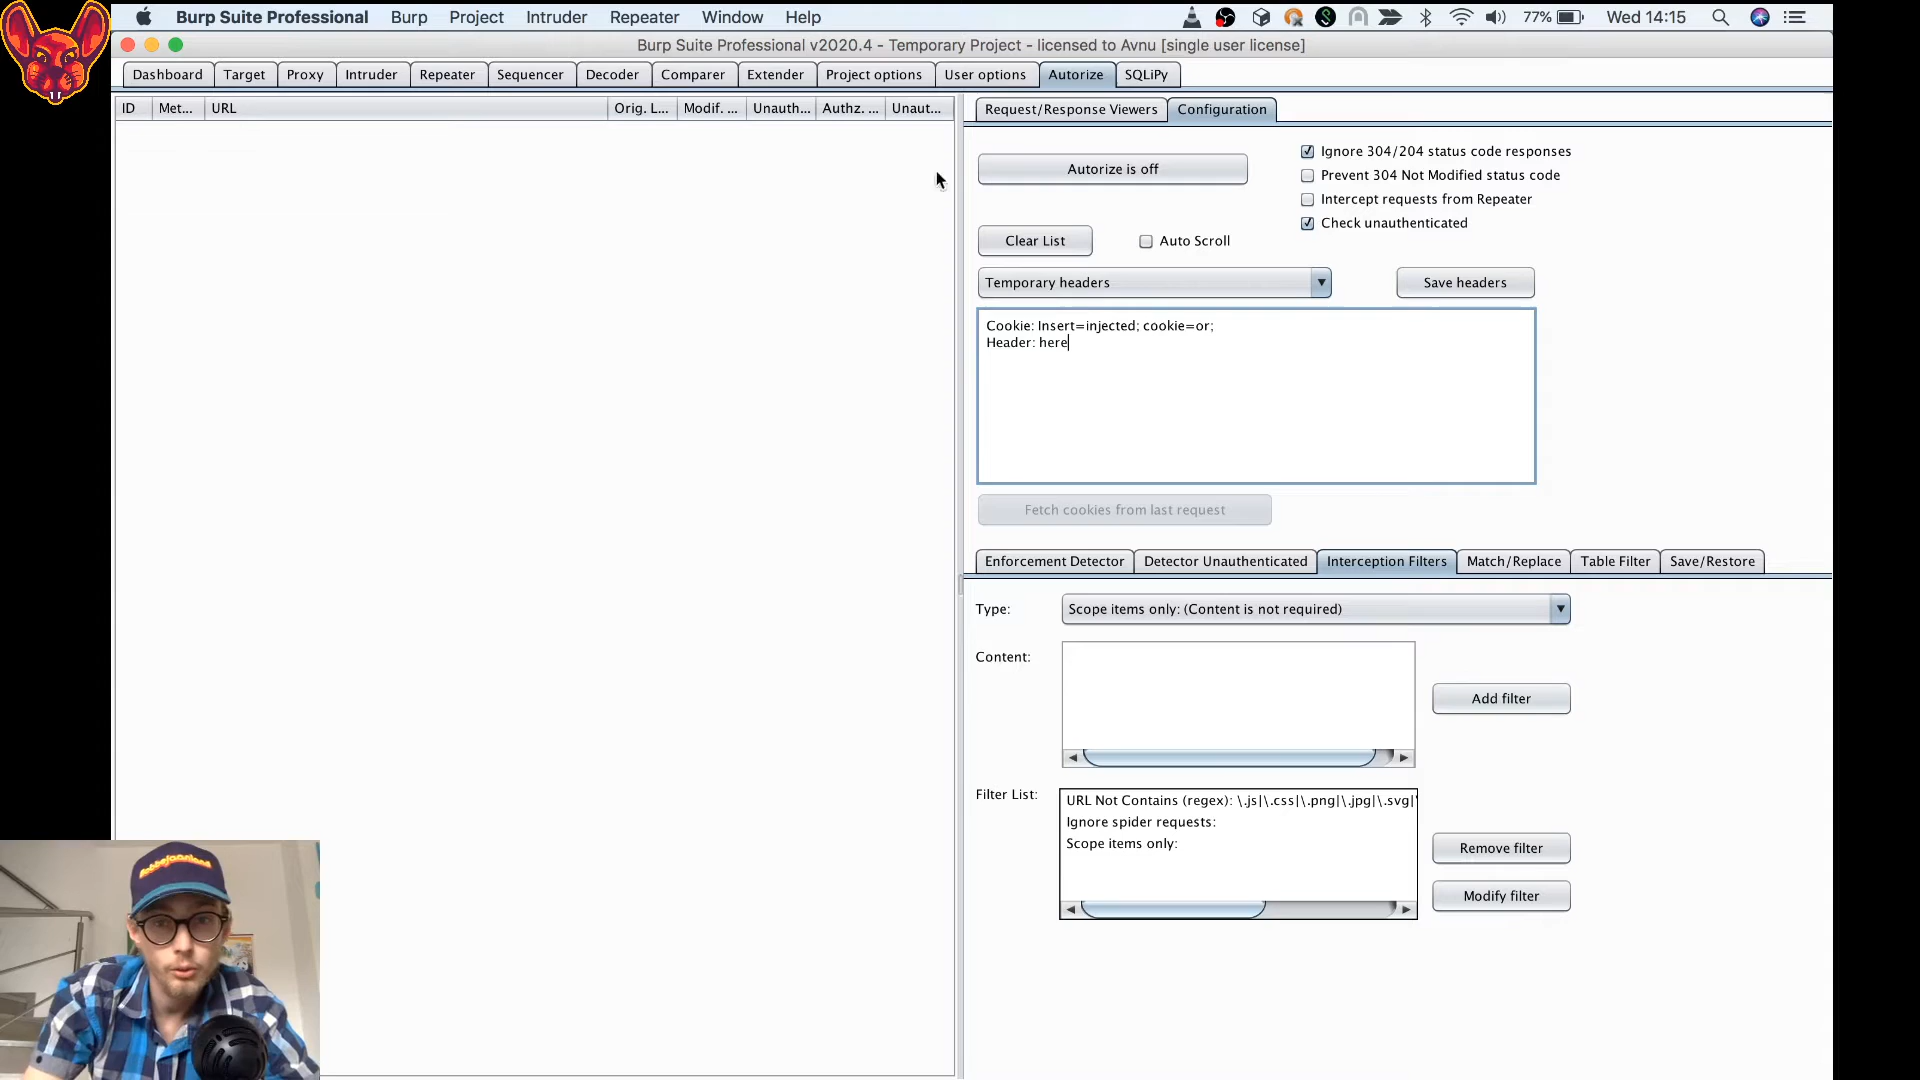 Burp Suite Professional Burp Project Intruder Repeater Window Help 77% Wed 14:15
Burp Suite Professional v2020.4 - Temporary Project - licensed to Avnu [single user license]
Dashboard Target Proxy Intruder Repeater Sequencer Decoder Comparer Extender Project options User options Autorize SQLiPy
ID Met... URL Orig. L... Modif. ... Unauth... Authz. ... Unaut...
Request/Response Viewers Configuration
Autorize is off
Ignore 304/204 status code responses
Prevent 304 Not Modified status code
Intercept requests from Repeater
Check unauthenticated
Clear List Auto Scroll
Temporary headers Save headers
Cookie: Insert=injected; cookie=or;
Header: here
Fetch cookies from last request
Enforcement Detector Detector Unauthenticated Interception Filters Match/Replace Table Filter Save/Restore
Type: Scope items only: (Content is not required)
Content:
Add filter
Filter List:
URL Not Contains (regex): \.js|\.css|\.png|\.jpg|\.svg|
Ignore spider requests:
Scope items only:
Remove filter
Modify filter